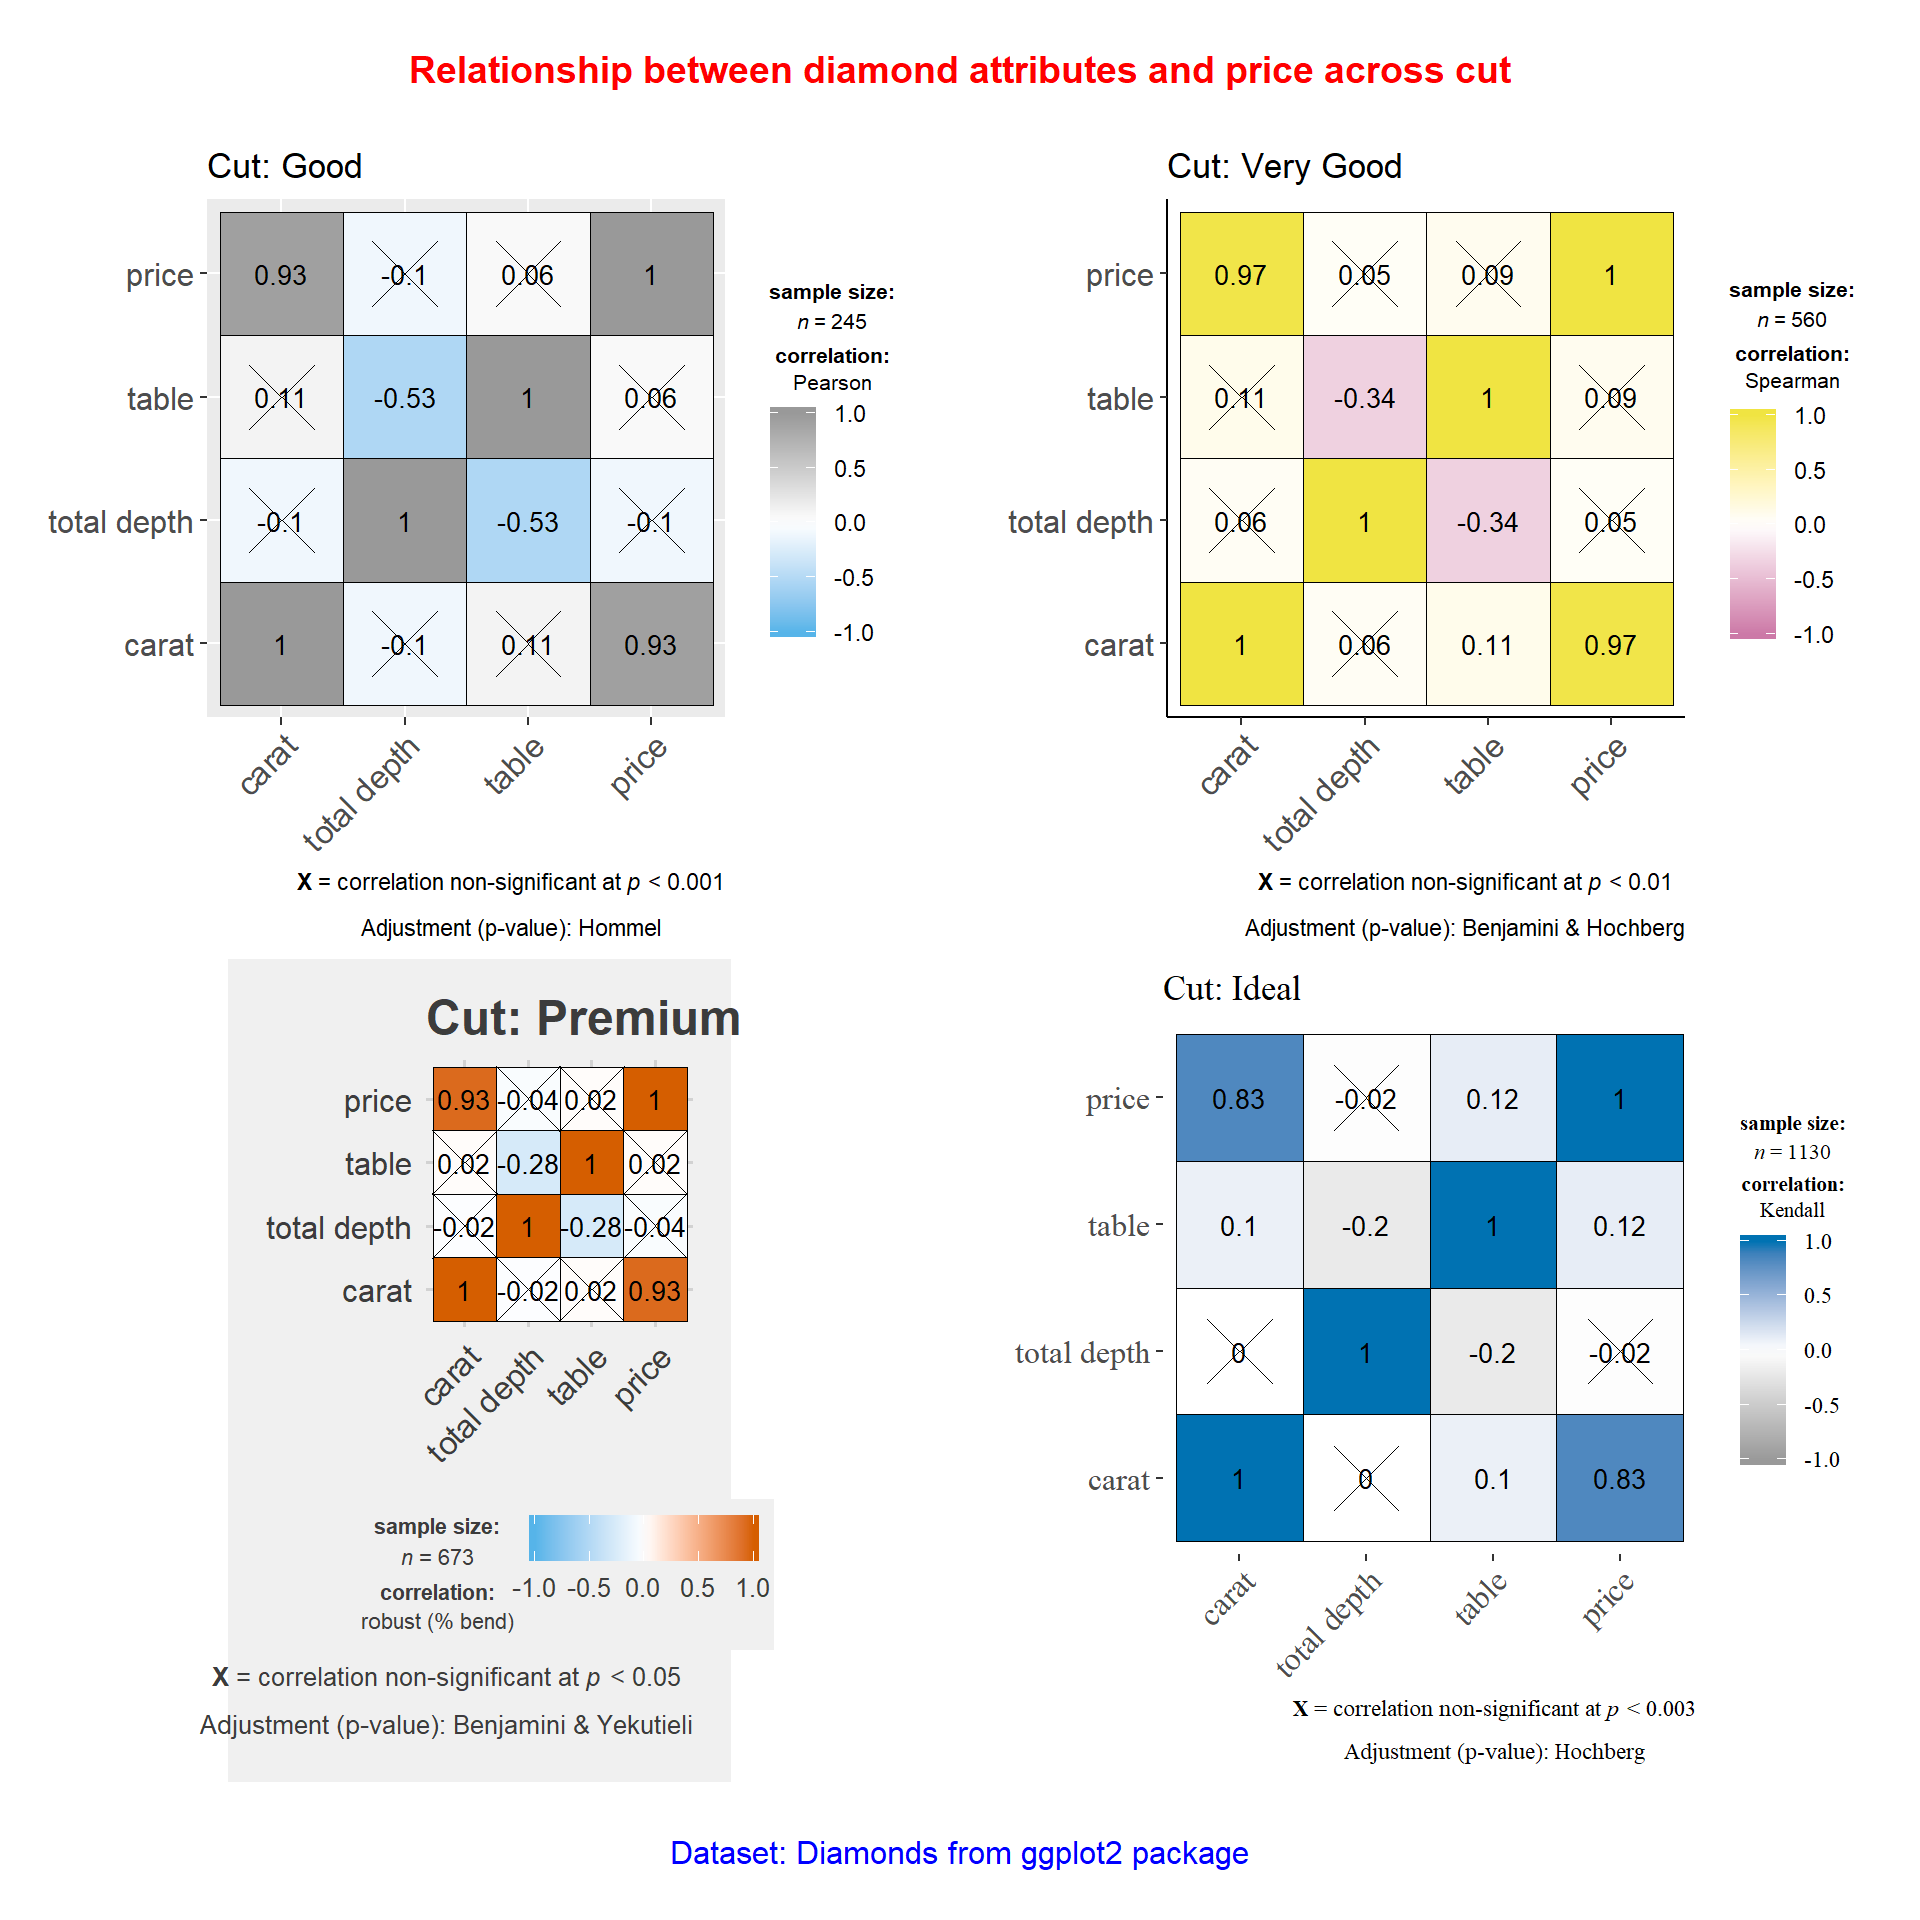 Relationship between diamond attributes and price across cut
Cut: Good
price 0.93 -0.1 0.06 1
table 0.11 -0.53 1 0.06
total depth -0.1 1 -0.53 -0.1
carat 1 -0.1 0.11 0.93
carat total depth table price
sample size:
n = 245
correlation:
Pearson
1.0
0.5
0.0
-0.5
-1.0
X = correlation non-significant at p < 0.001
Adjustment (p-value): Hommel
Cut: Very Good
price 0.97 0.05 0.09 1
table 0.11 -0.34 1 0.09
total depth 0.06 1 -0.34 0.05
carat 1 0.06 0.11 0.97
carat total depth table price
sample size:
n = 560
correlation:
Spearman
1.0
0.5
0.0
-0.5
-1.0
X = correlation non-significant at p < 0.01
Adjustment (p-value): Benjamini & Hochberg
Cut: Premium
price 0.93 -0.04 0.02 1
table 0.02 -0.28 1 0.02
total depth -0.02 1 -0.28 -0.04
carat 1 -0.02 0.02 0.93
carat total depth table price
sample size:
n = 673
correlation:
robust (% bend)
-1.0 -0.5 0.0 0.5 1.0
X = correlation non-significant at p < 0.05
Adjustment (p-value): Benjamini & Yekutieli
Cut: Ideal
price 0.83 -0.02 0.12 1
table 0.1 -0.2 1 0.12
total depth 0 1 -0.2 -0.02
carat 1 0 0.1 0.83
carat total depth table price
sample size:
n = 1130
correlation:
Kendall
1.0
0.5
0.0
-0.5
-1.0
X = correlation non-significant at p < 0.003
Adjustment (p-value): Hochberg
Dataset: Diamonds from ggplot2 package